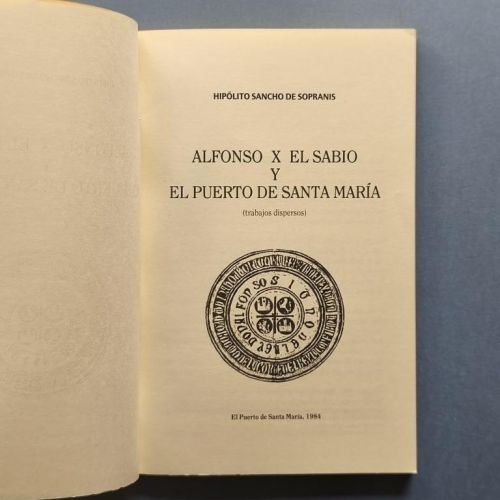 HIPÓLITO SANCHO DE SOPRANIS
ALFONSO X EL SABIO
Y
EL PUERTO DE SANTA MARÍA
(trabajos dispersos)
El Puerto de Santa María, 1984